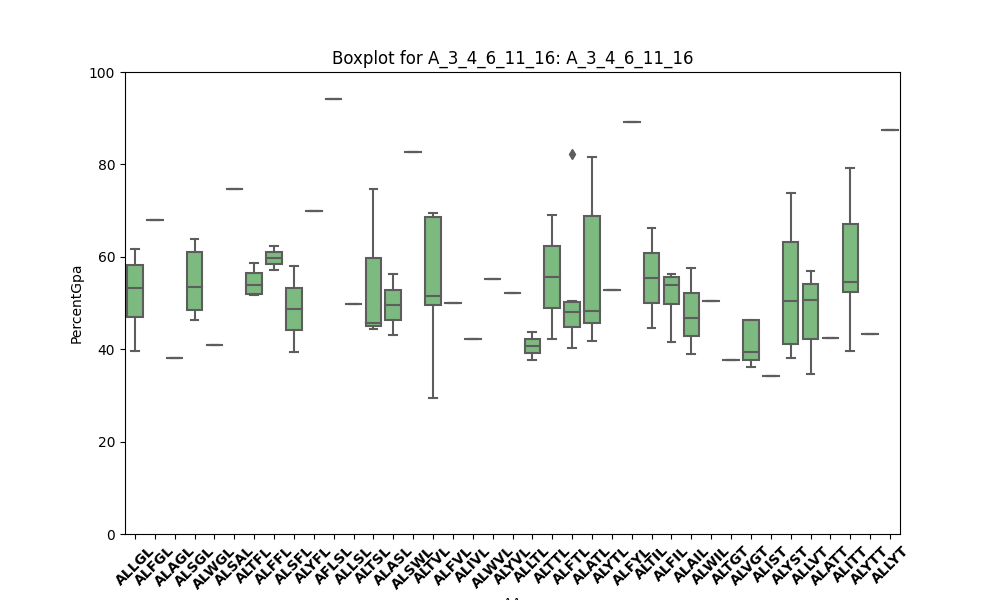 Boxplot for A_3_4_6_11_16: A_3_4_6_11_16
100
80
60
40
20
0
PercentGpa
ALLGL ALFGL ALAGL ALSGL ALWGL ALSAL ALTFL ALFFL ALSFL ALYFL AFLSL ALLSL ALTSL ALASL ALSWL ALTVL ALFVL ALIVL ALWVL ALYVL ALLTL ALTTL ALFTL ALATL ALYTL ALFYL ALTIL ALFIL ALAIL ALWIL ALTGT ALVGT ALIST ALYST ALLVT ALATT ALITT ALYTT ALLYT